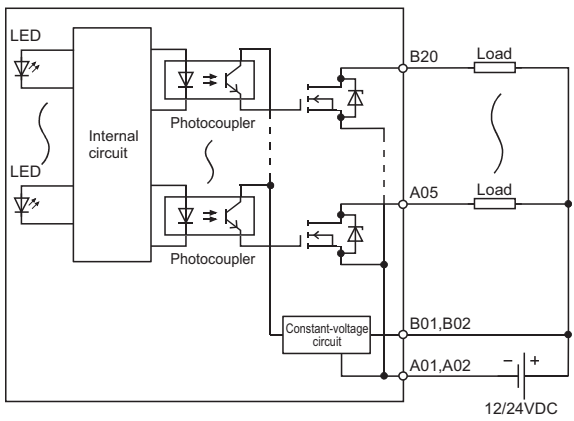 LED
B20
Load
Photocoupler
Internal
circuit
LED
A05
Load
Photocoupler
Constant-voltage
circuit
B01,B02
A01,A02
− +
12/24VDC